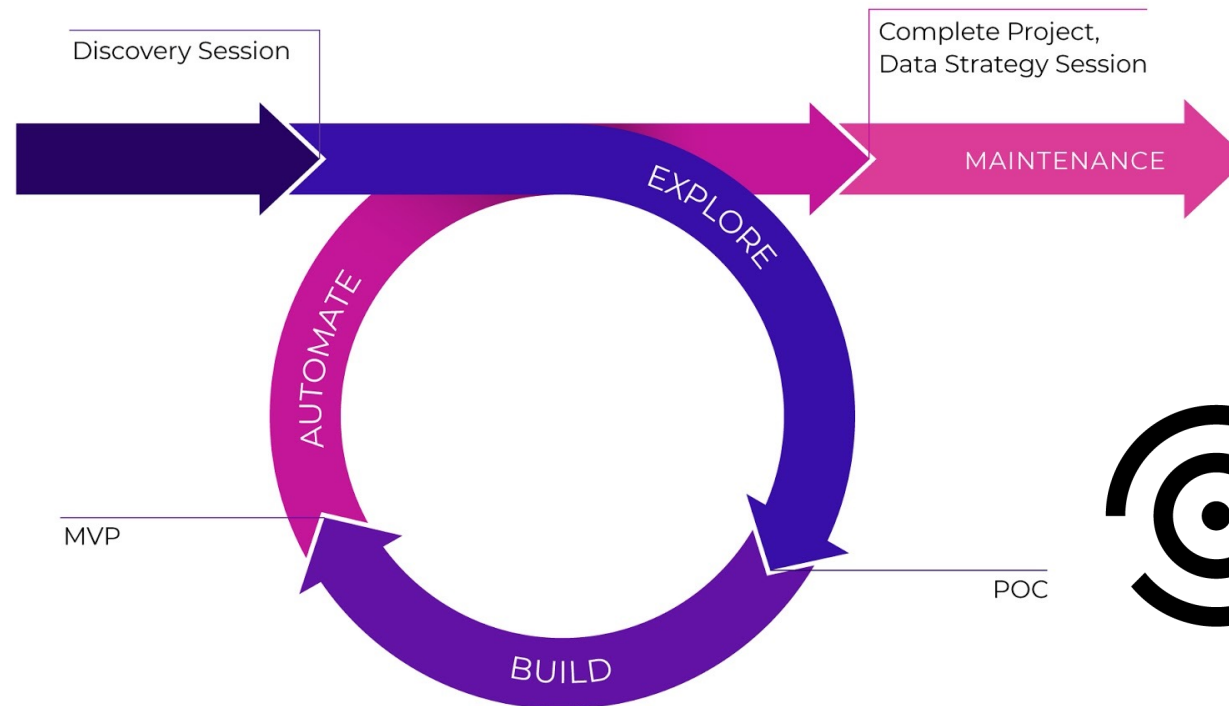 Discovery Session
Complete Project,
Data Strategy Session
MAINTENANCE
EXPLORE
AUTOMATE
MVP
POC
BUILD